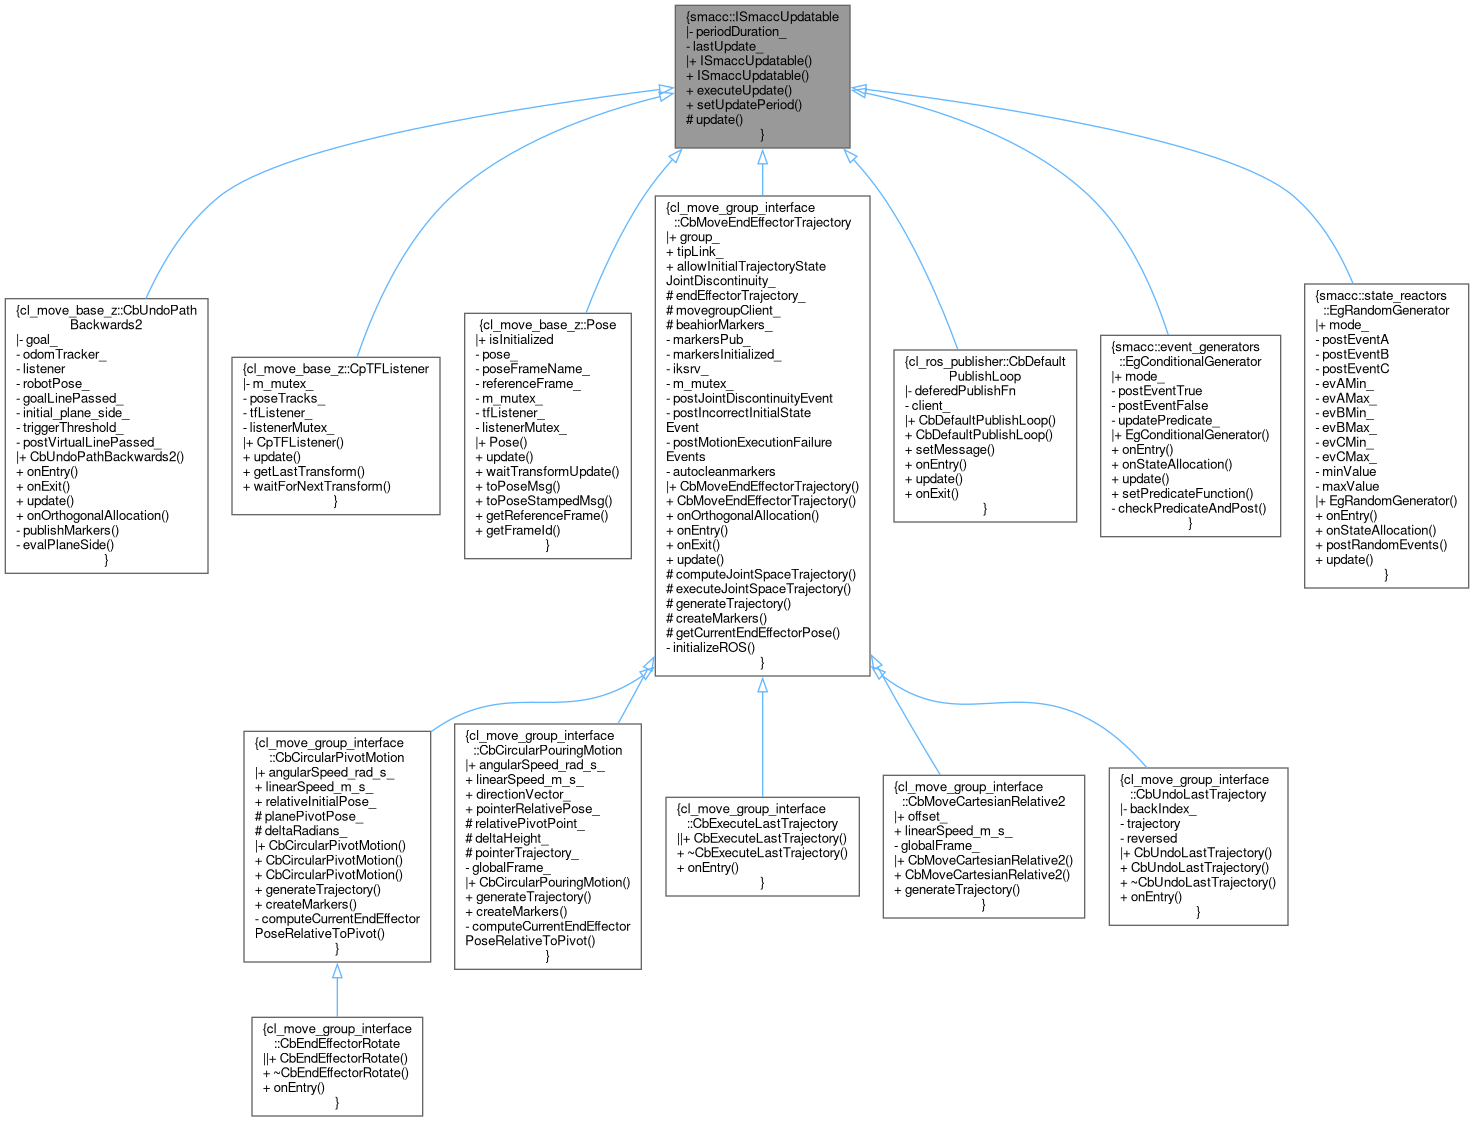 {smacc::ISmaccUpdatable
|- periodDuration_
- lastUpdate_
|+ ISmaccUpdatable()
+ ISmaccUpdatable()
+ executeUpdate()
+ setUpdatePeriod()
# update()
}
{cl_move_base_z::CbUndoPath
Backwards2
|- goal_
- odomTracker_
- listener
- robotPose_
- goalLinePassed_
- initial_plane_side_
- triggerThreshold_
- postVirtualLinePassed_
|+ CbUndoPathBackwards2()
+ onEntry()
+ onExit()
+ update()
+ onOrthogonalAllocation()
- publishMarkers()
- evalPlaneSide()
}
{cl_move_base_z::CpTFListener
|- m_mutex_
- poseTracks_
- tfListener_
- listenerMutex_
|+ CpTFListener()
+ update()
+ getLastTransform()
+ waitForNextTransform()
}
{cl_move_base_z::Pose
|+ isInitialized
- pose_
- poseFrameName_
- referenceFrame_
- m_mutex_
- tfListener_
- listenerMutex_
|+ Pose()
+ update()
+ waitTransformUpdate()
+ toPoseMsg()
+ toPoseStampedMsg()
+ getReferenceFrame()
+ getFrameId()
}
{cl_move_group_interface
::CbMoveEndEffectorTrajectory
|+ group_
+ tipLink_
+ allowInitialTrajectoryState
JointDiscontinuity_
# endEffectorTrajectory_
# movegroupClient_
# beahiorMarkers_
- markersPub_
- markersInitialized_
- iksrv_
- m_mutex_
- postJointDiscontinuityEvent
- postIncorrectInitialState
Event
- postMotionExecutionFailure
Events
- autocleanmarkers
|+ CbMoveEndEffectorTrajectory()
+ CbMoveEndEffectorTrajectory()
+ onOrthogonalAllocation()
+ onEntry()
+ onExit()
+ update()
# computeJointSpaceTrajectory()
# executeJointSpaceTrajectory()
# generateTrajectory()
# createMarkers()
# getCurrentEndEffectorPose()
- initializeROS()
}
{cl_ros_publisher::CbDefault
PublishLoop
|- deferedPublishFn
- client_
|+ CbDefaultPublishLoop()
+ CbDefaultPublishLoop()
+ setMessage()
+ onEntry()
+ update()
+ onExit()
}
{smacc::event_generators
::EgConditionalGenerator
|+ mode_
- postEventTrue
- postEventFalse
- updatePredicate_
|+ EgConditionalGenerator()
+ onEntry()
+ onStateAllocation()
+ update()
+ setPredicateFunction()
- checkPredicateAndPost()
}
{smacc::state_reactors
::EgRandomGenerator
|+ mode_
- postEventA
- postEventB
- postEventC
- evAMin_
- evAMax_
- evBMin_
- evBMax_
- evCMin_
- evCMax_
- minValue
- maxValue
|+ EgRandomGenerator()
+ onEntry()
+ onStateAllocation()
+ postRandomEvents()
+ update()
}
{cl_move_group_interface
::CbCircularPivotMotion
|+ angularSpeed_rad_s_
+ linearSpeed_m_s_
+ relativeInitialPose_
# planePivotPose_
# deltaRadians_
|+ CbCircularPivotMotion()
+ CbCircularPivotMotion()
+ CbCircularPivotMotion()
+ generateTrajectory()
+ createMarkers()
- computeCurrentEndEffector
PoseRelativeToPivot()
}
{cl_move_group_interface
::CbCircularPouringMotion
|+ angularSpeed_rad_s_
+ linearSpeed_m_s_
+ directionVector_
+ pointerRelativePose_
# relativePivotPoint_
# deltaHeight_
# pointerTrajectory_
- globalFrame_
|+ CbCircularPouringMotion()
+ generateTrajectory()
+ createMarkers()
- computeCurrentEndEffector
PoseRelativeToPivot()
}
{cl_move_group_interface
::CbExecuteLastTrajectory
||+ CbExecuteLastTrajectory()
+ ~CbExecuteLastTrajectory()
+ onEntry()
}
{cl_move_group_interface
::CbMoveCartesianRelative2
|+ offset_
+ linearSpeed_m_s_
- globalFrame_
|+ CbMoveCartesianRelative2()
+ CbMoveCartesianRelative2()
+ generateTrajectory()
}
{cl_move_group_interface
::CbUndoLastTrajectory
|- backIndex_
- trajectory
- reversed
|+ CbUndoLastTrajectory()
+ CbUndoLastTrajectory()
+ ~CbUndoLastTrajectory()
+ onEntry()
}
{cl_move_group_interface
::CbEndEffectorRotate
||+ CbEndEffectorRotate()
+ ~CbEndEffectorRotate()
+ onEntry()
}